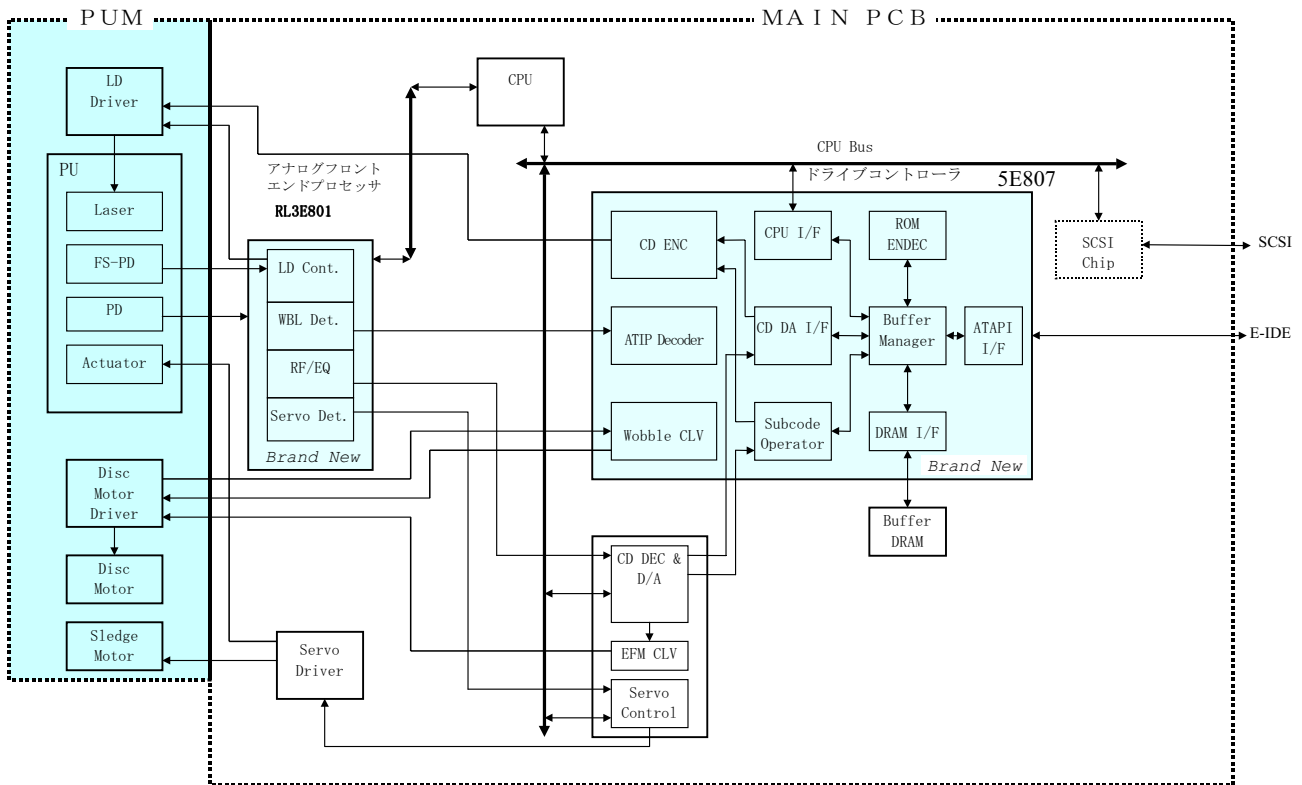 PUM
MAIN PCB
LD
Driver
CPU
CPU Bus
PU
アナログフロント
エンドプロセッサ
RL3E801
ドライブコントローラ
5E807
Laser
FS-PD
PD
Actuator
LD Cont.
WBL Det.
RF/EQ
Servo Det.
Brand New
CD ENC
CPU I/F
ROM
ENDEC
SCSI
Chip
SCSI
ATIP Decoder
CD DA I/F
Buffer
Manager
ATAPI
I/F
E-IDE
Wobble CLV
Subcode
Operator
DRAM I/F
Brand New
Disc
Motor
Driver
Buffer
DRAM
Disc
Motor
CD DEC &
D/A
Sledge
Motor
Servo
Driver
EFM CLV
Servo
Control